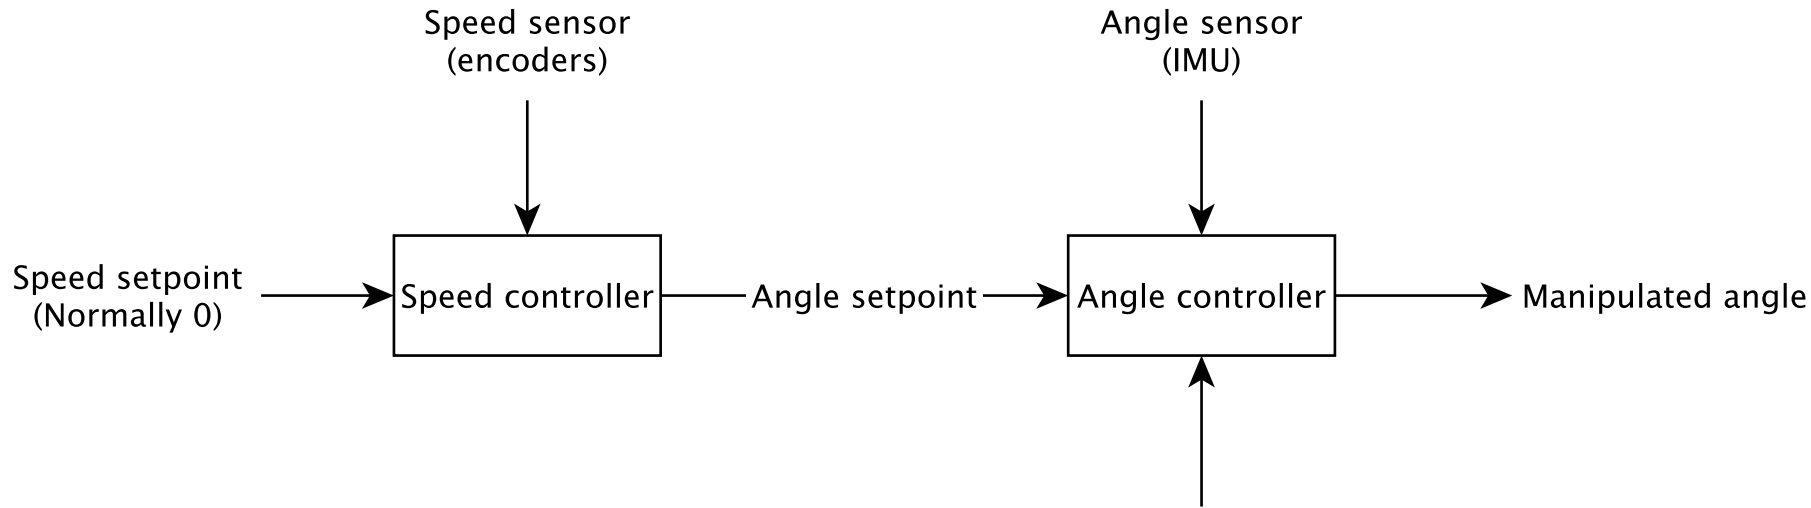 Speed sensor
(encoders)
Angle sensor
(IMU)
Speed setpoint
(Normally 0)
Speed controller
Angle setpoint
Angle controller
Manipulated angle